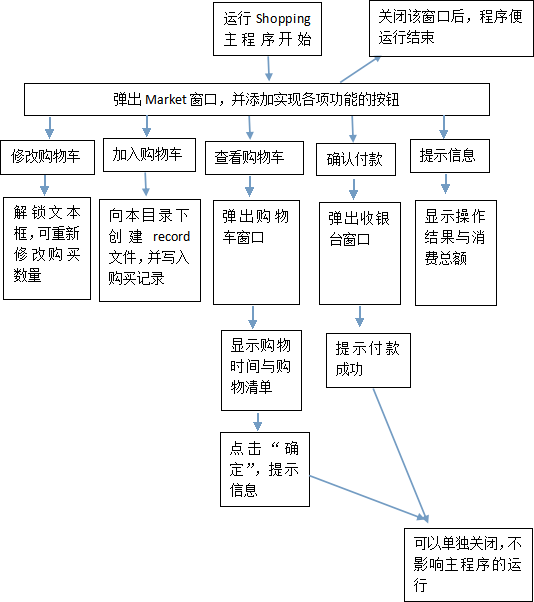 运行 Shopping
主程序开始
关闭该窗口后，程序便
运行结束
弹出 Market 窗口，并添加实现各项功能的按钮
修改购物车
加入购物车
查看购物车
确认付款
提示信息
解锁文本
框，可重新
修改购买
数量
向本目录下
创建 record
文件，并写入
购买记录
弹出购物
车窗口
弹出收银
台窗口
显示操作
结果与消
费总额
显示购物
时间与购
物清单
提示付款
成功
点击“确
定”，提示
信息
可以单独关闭，不
影响主程序的运
行